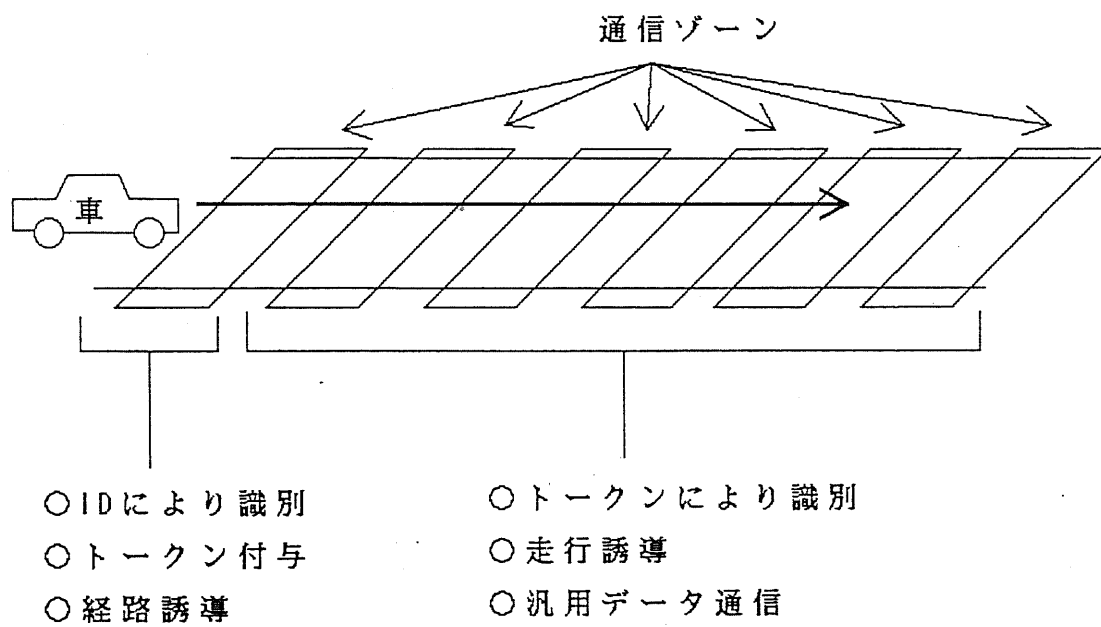 通信ゾーン
車
○IDにより識別
○トークン付与
○経路誘導
○トークンにより識別
○走行誘導
○汎用データ通信